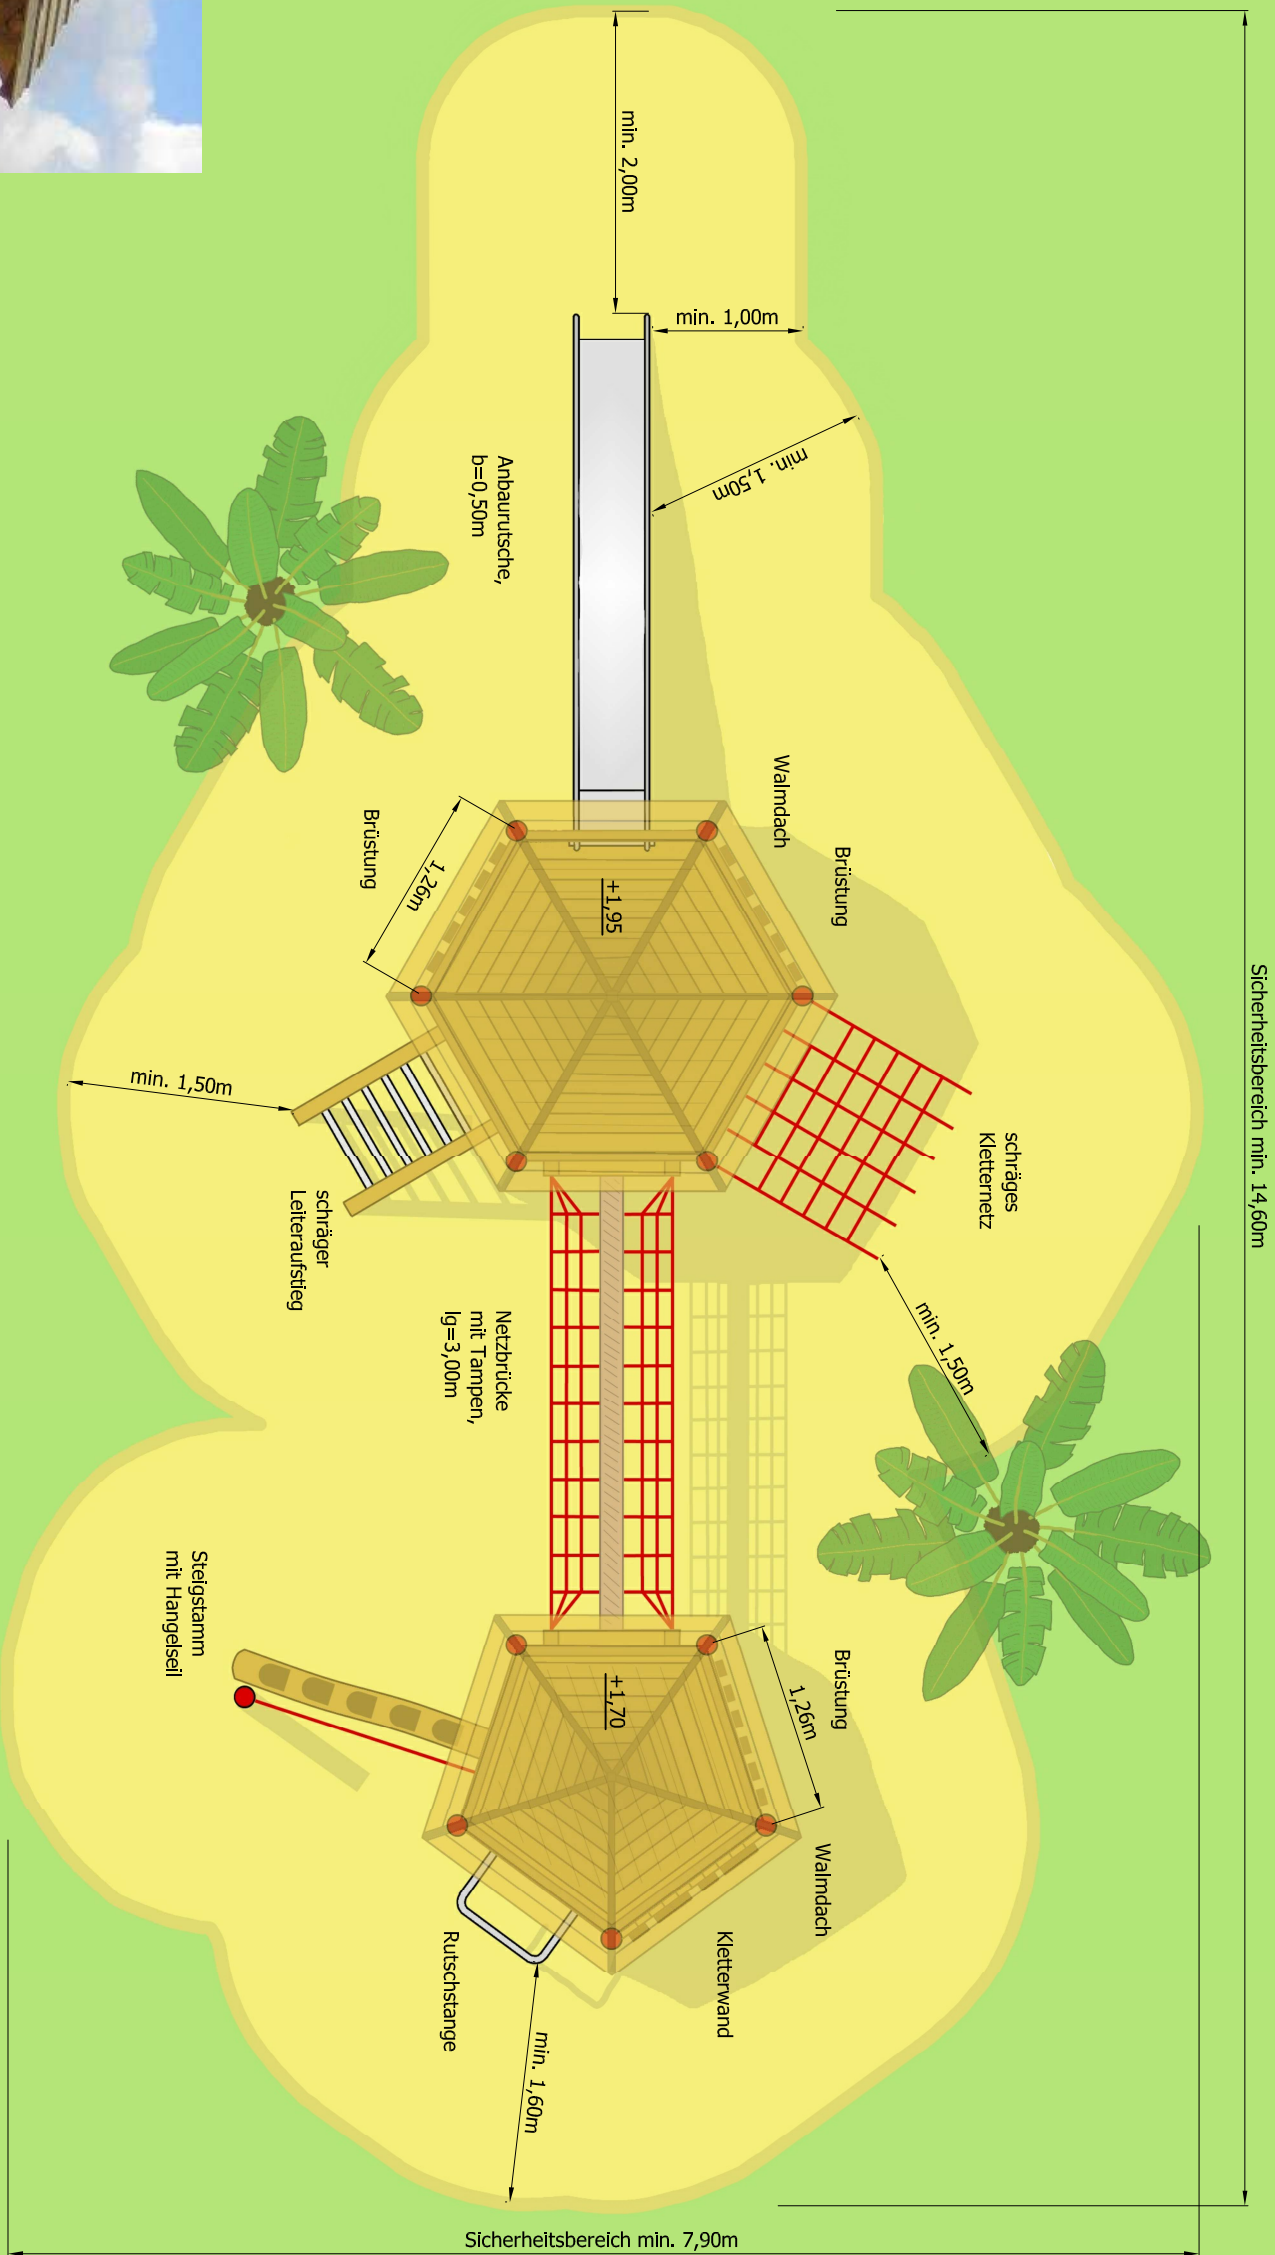 min. 2,00m
min. 1,00m
min. 1,50m
Anbaurutsche,
b=0,50m
Walmdach
Brüstung
Brüstung
1,26m
+1,95
Sicherheitsbereich min. 14,60m
min. 1,50m
schräges
Kletternetz
schräger
Leiteraufstieg
min. 1,50m
Netzbrücke
mit Tampen,
lg=3,00m
Steigstamm
mit Hangelseil
Brüstung
1,26m
+1,70
Walmdach
Kletterwand
Rutschstange
min. 1,60m
Sicherheitsbereich min. 7,90m